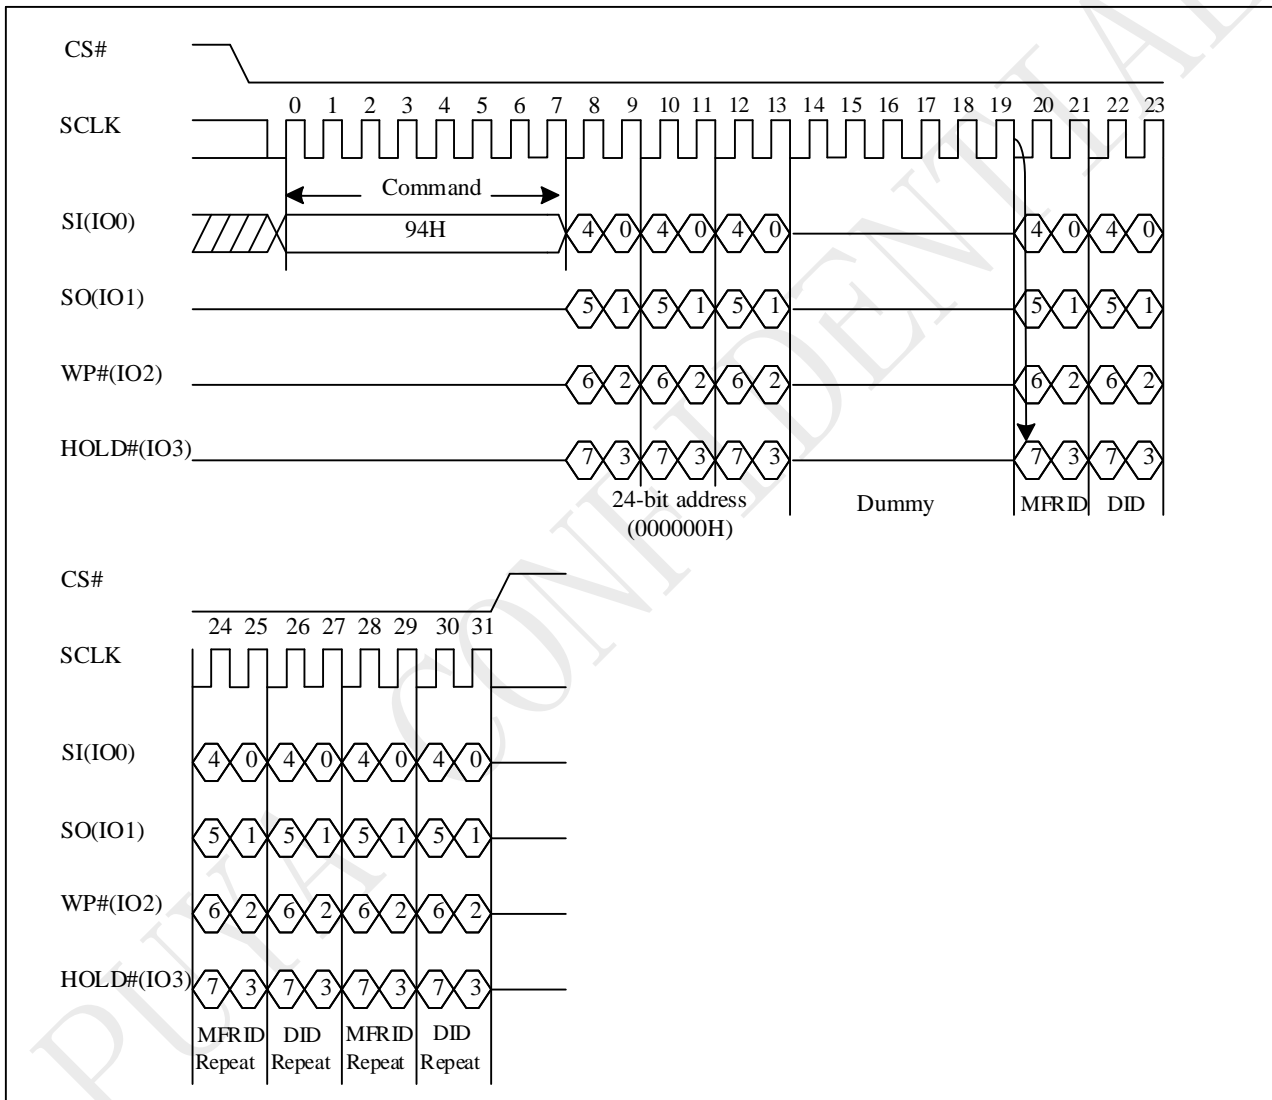 CS#
0 1 2 3 4 5 6 7 8 9 10 11 12 13 14 15 16 17 18 19 20 21 22 23
SCLK
Command
SI(IO0) 94H 4 0 4 0 4 0 4 0 4 0
SO(IO1) 5 1 5 1 5 1 5 1 5 1
WP#(IO2) 6 2 6 2 6 2 6 2 6 2
HOLD#(IO3) 7 3 7 3 7 3 7 3 7 3
24-bit address Dummy MFRID DID
(000000H)
CS#
24 25 26 27 28 29 30 31
SCLK
SI(IO0) 4 0 4 0 4 0 4 0
SO(IO1) 5 1 5 1 5 1 5 1
WP#(IO2) 6 2 6 2 6 2 6 2
HOLD#(IO3) 7 3 7 3 7 3 7 3
MFRID DID MFRID DID
Repeat Repeat Repeat Repeat
PUYA CONFIDENTIAL